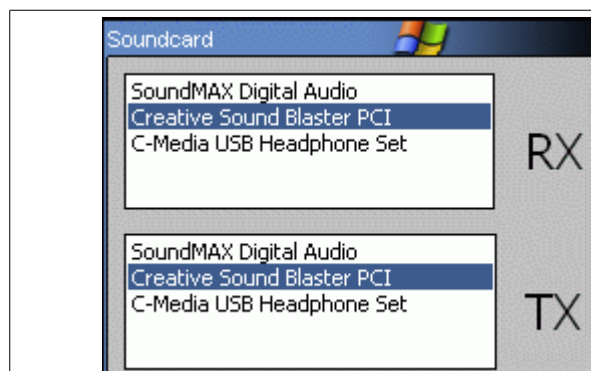 Soundcard
SoundMAX Digital Audio
Creative Sound Blaster PCI
C-Media USB Headphone Set
RX
SoundMAX Digital Audio
Creative Sound Blaster PCI
C-Media USB Headphone Set
TX